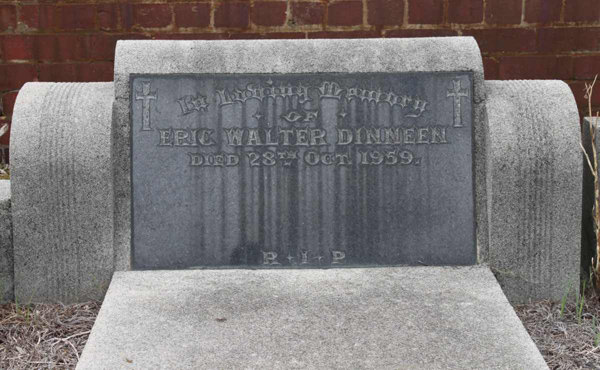 In Loving Memory
· OF ·
ERIC WALTER DINNEEN
DIED 28TH OCT. 1959.
R · I · P